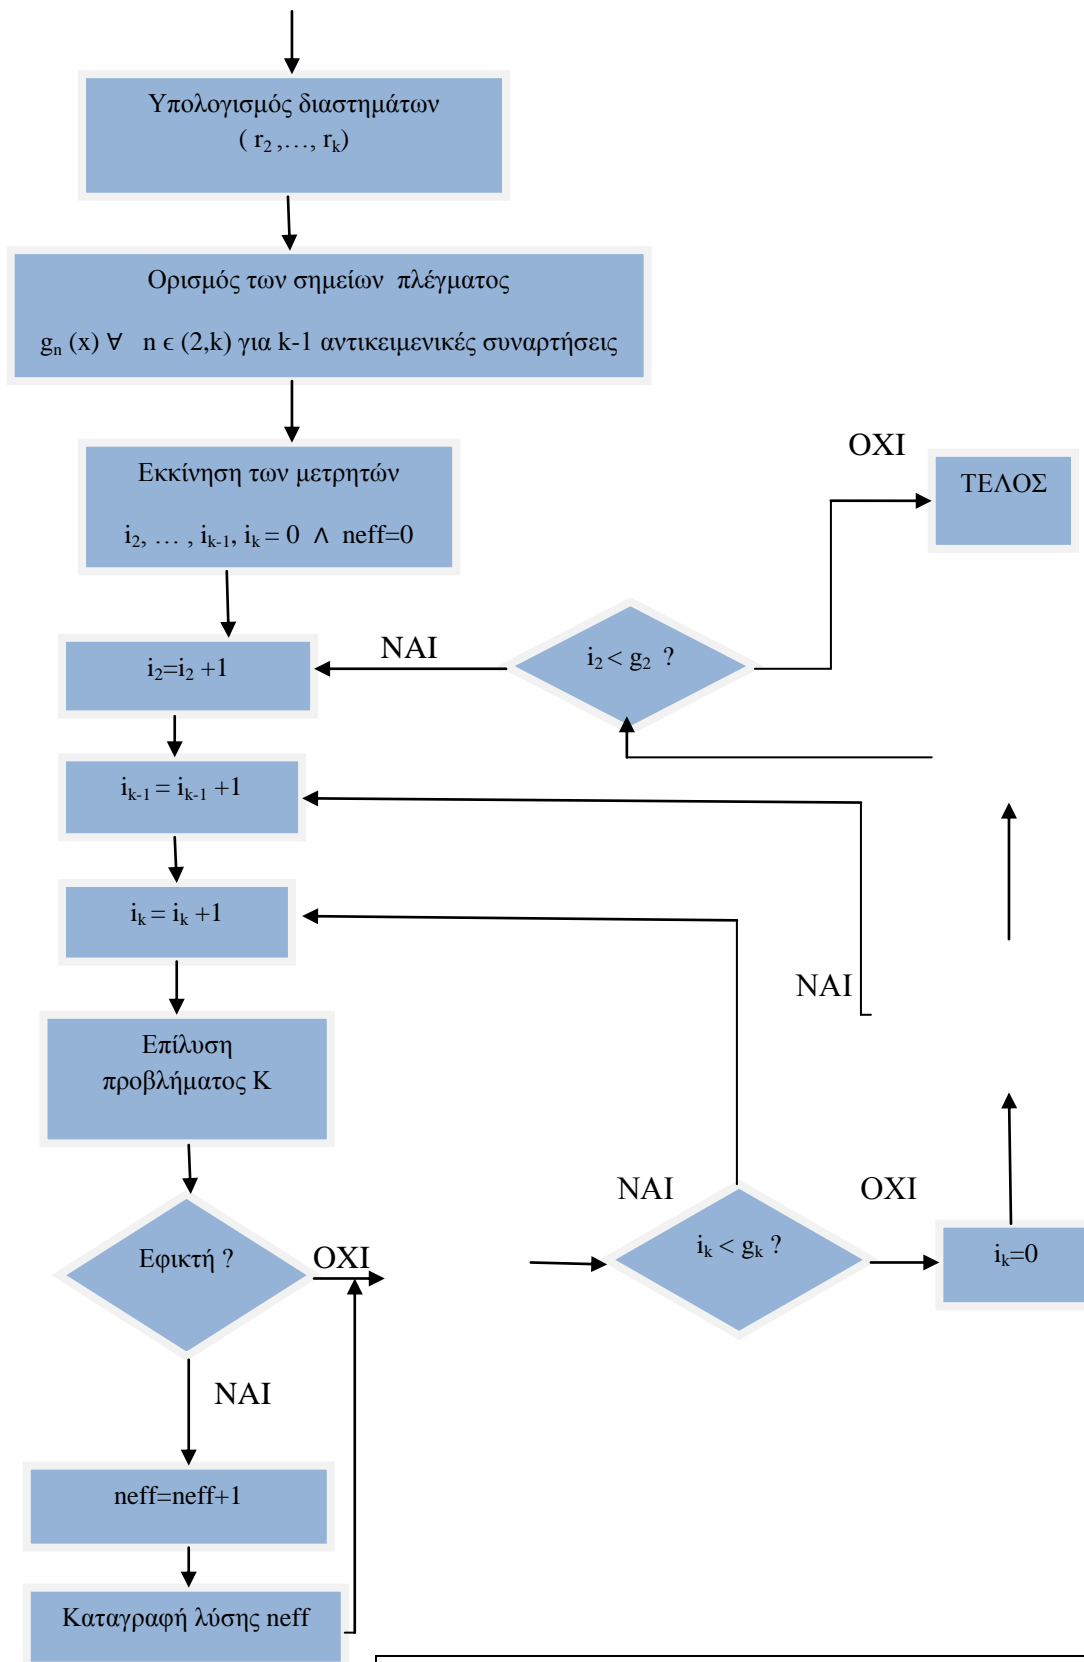 Υπολογισμός διαστημάτων
( r₂ ,…, rₖ)
Ορισμός των σημείων πλέγματος
gₙ (x) ∀ n ϵ (2,k) για k-1 αντικειμενικές συναρτήσεις
Εκκίνηση των μετρητών
i₂, … , iₖ₋₁, iₖ = 0 ∧ neff=0
ΟΧΙ
ΤΕΛΟΣ
i₂=i₂ +1
ΝΑΙ
i₂ < g₂ ?
iₖ₋₁ = iₖ₋₁ +1
iₖ = iₖ +1
ΝΑΙ
Επίλυση
προβλήματος Κ
ΝΑΙ
ΟΧΙ
Εφικτή ?
ΟΧΙ
iₖ < gₖ ?
iₖ=0
ΝΑΙ
neff=neff+1
Καταγραφή λύσης neff